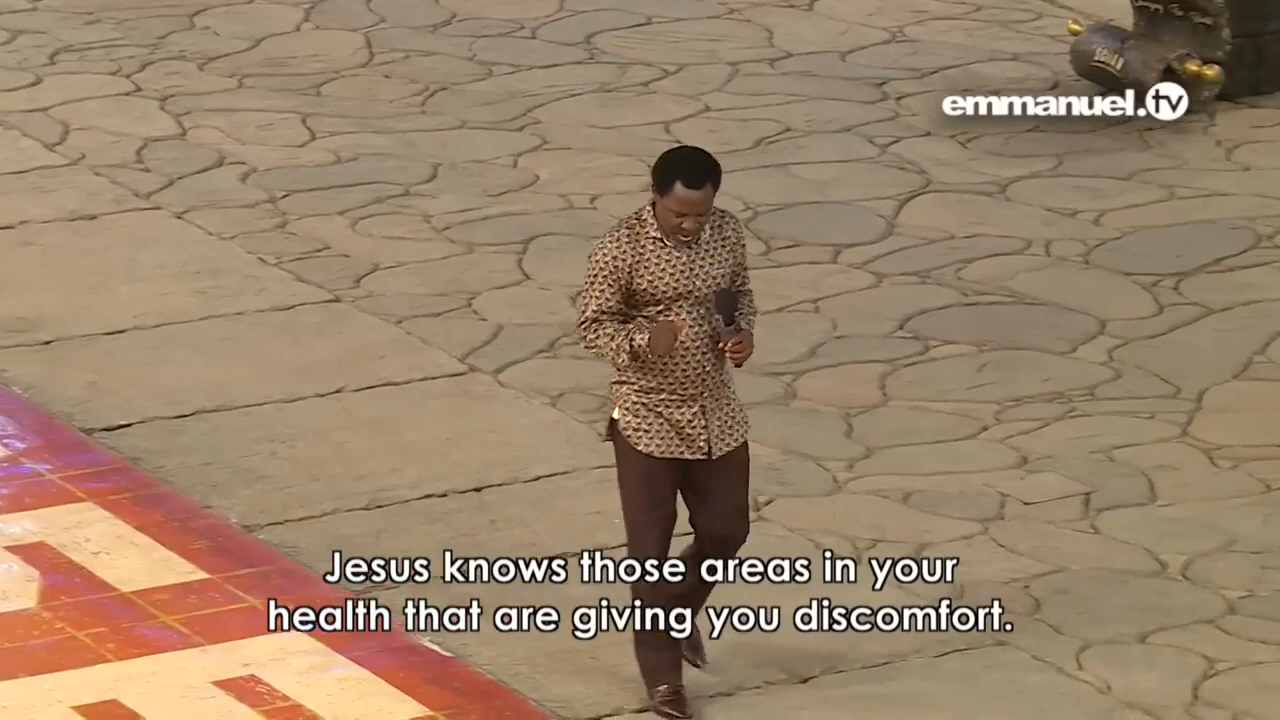 emmanuel.tv
Jesus knows those areas in your
health that are giving you discomfort.